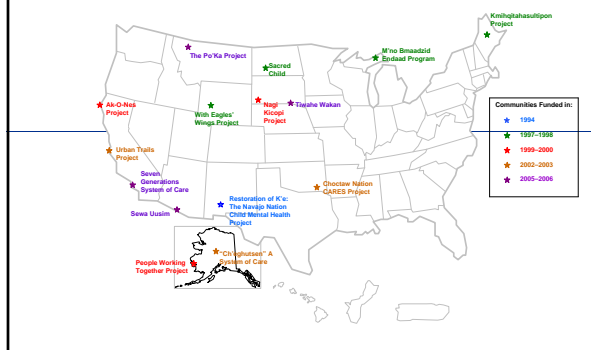 Kmihqitahasultipon
Project
The Po'Ka Project
M'no Bmaadzid
Endaad Program
Sacred
Child
Ak-O-Nes
Project
With Eagles'
Wings Project
Nagi
Kicopi
Project
Tiwahe Wakan
Communities Funded in:
1994
1997–1998
1999–2000
2002–2003
2005–2006
Urban Trails
Project
Seven
Generations
System of Care
Sewa Uusim
Restoration of K'e:
The Navajo Nation
Child Mental Health
Project
Choctaw Nation
CARES Project
People Working
Together Project
"Ch'eghutsen" A
System of Care